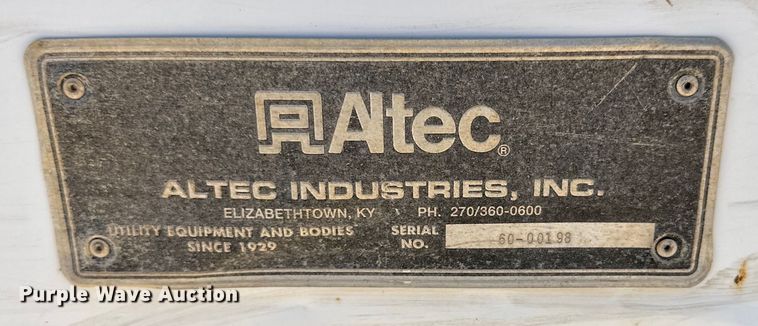 Altec®
ALTEC INDUSTRIES, INC.
ELIZABETHTOWN, KY PH. 270/360-0600
UTILITY EQUIPMENT AND BODIES
SINCE 1929
SERIAL NO. 60-00198
Purple Wave Auction